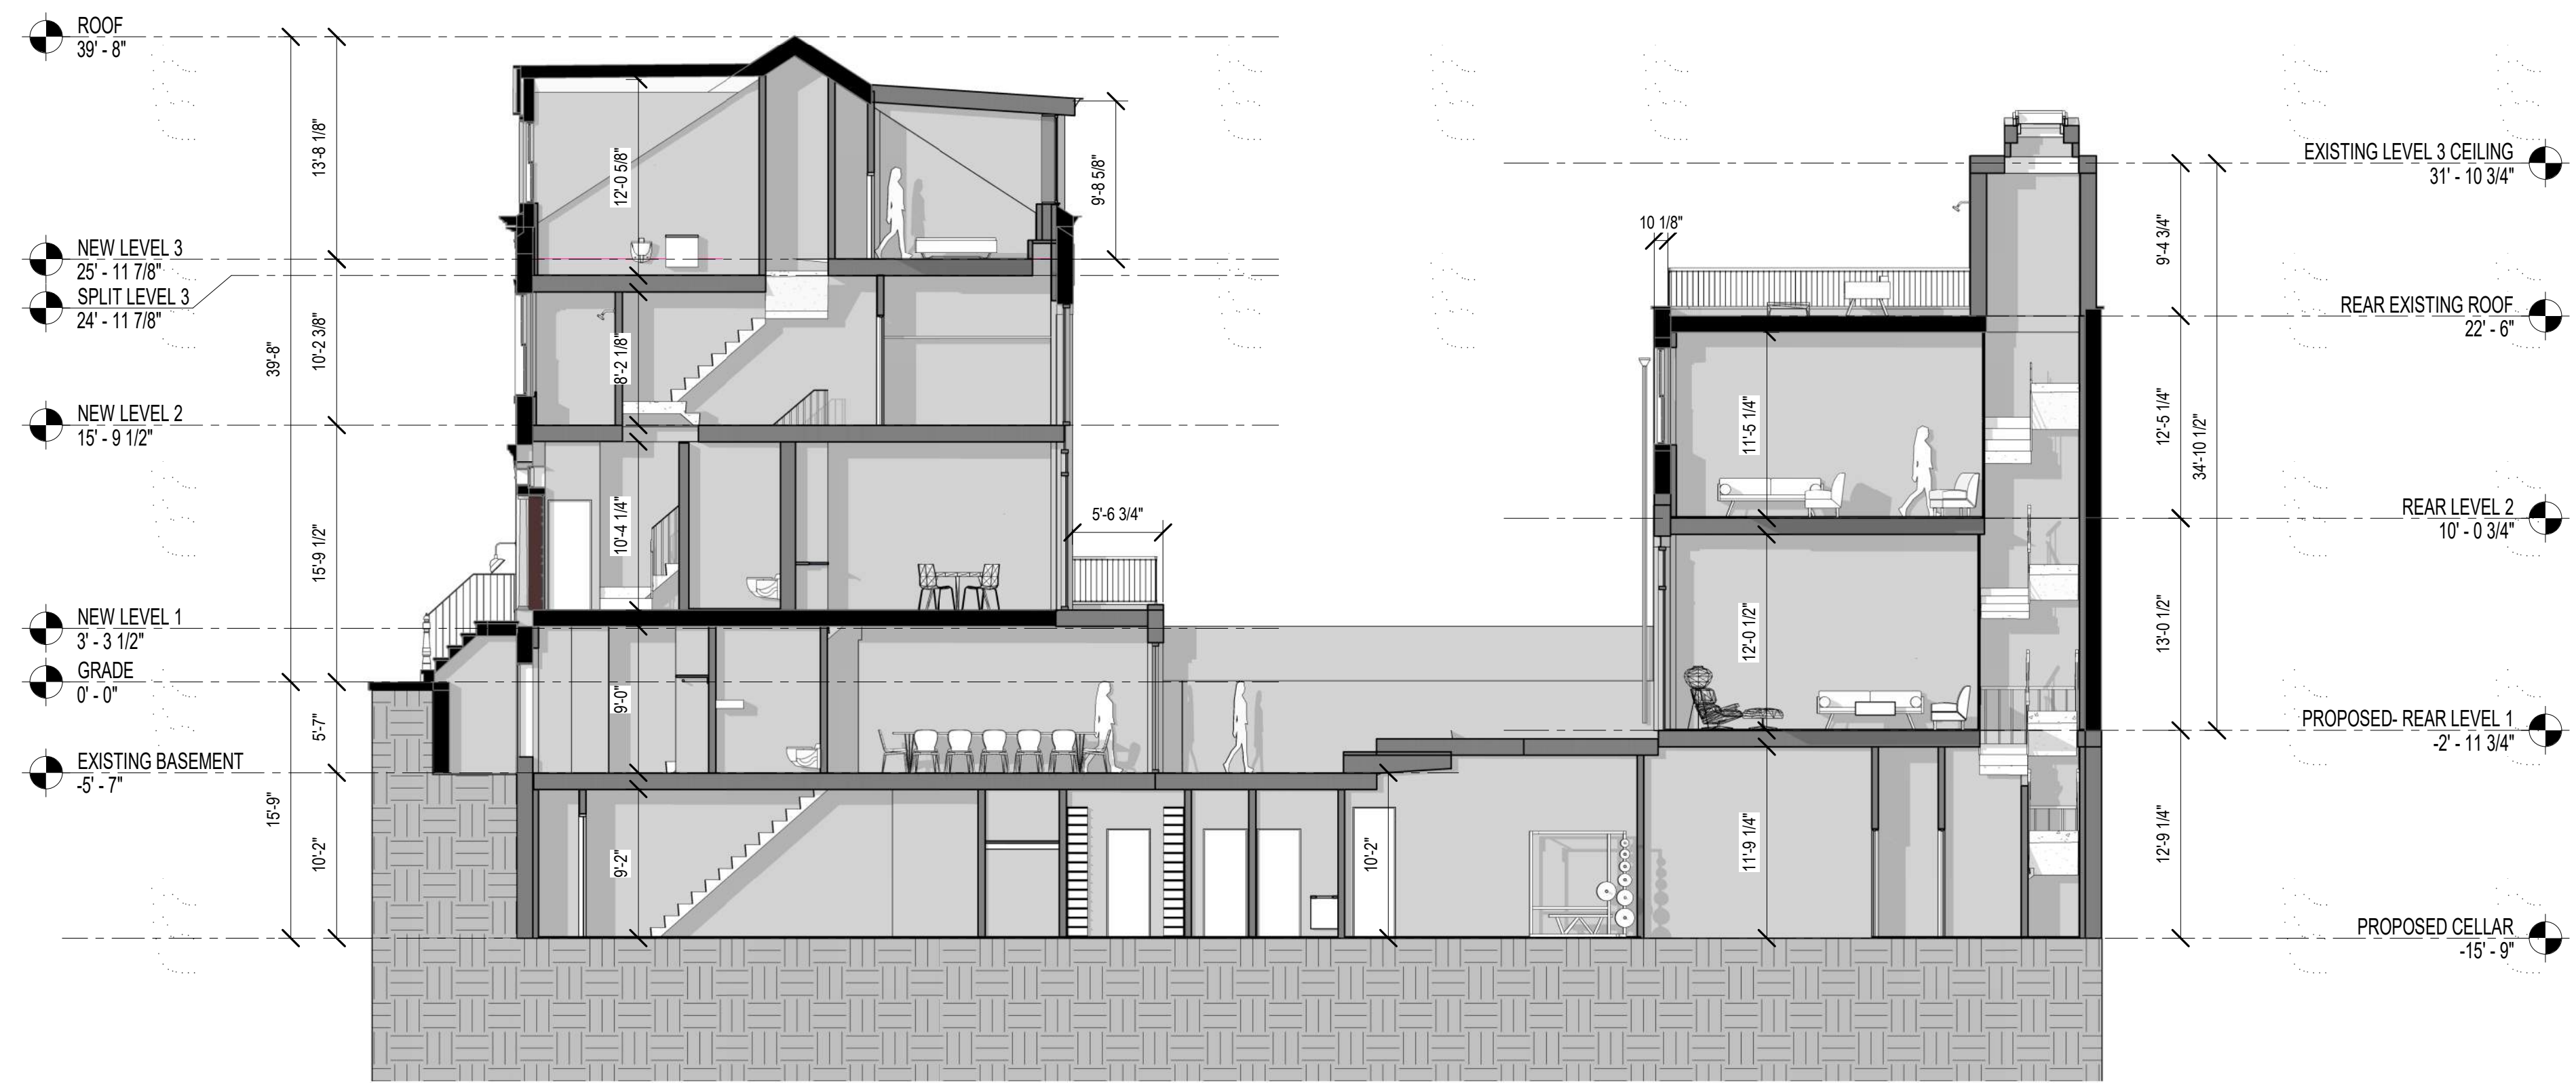 ROOF
39' - 8"
NEW LEVEL 3
25' - 11 7/8"
SPLIT LEVEL 3
24' - 11 7/8"
NEW LEVEL 2
15' - 9 1/2"
NEW LEVEL 1
3' - 3 1/2"
GRADE
0' - 0"
EXISTING BASEMENT
-5' - 7"
39'-8"
15'-9"
13'-8 1/8"
10'-2 3/8"
15'-9 1/2"
5'-7"
10'-2"
12'-0 5/8"
8'-2 1/8"
10'-4 1/4"
9'-0"
9'-2"
9'-8 5/8"
5'-6 3/4"
10'-2"
10 1/8"
11'-5 1/4"
12'-0 1/2"
11'-9 1/4"
9'-4 3/4"
12'-5 1/4"
13'-0 1/2"
12'-9 1/4"
34'-10 1/2"
EXISTING LEVEL 3 CEILING
31' - 10 3/4"
REAR EXISTING ROOF
22' - 6"
REAR LEVEL 2
10' - 0 3/4"
PROPOSED- REAR LEVEL 1
-2' - 11 3/4"
PROPOSED CELLAR
-15' - 9"